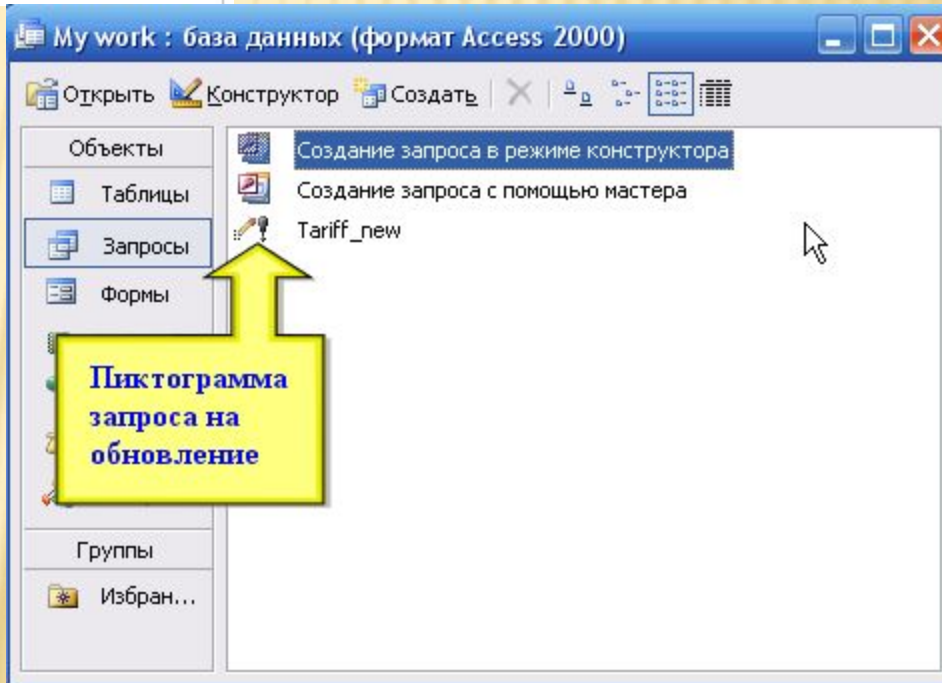 My work : база данных (формат Access 2000)
Открыть Конструктор Создать
Объекты
Таблицы
Запросы
Формы
Группы
Избран...
Создание запроса в режиме конструктора
Создание запроса с помощью мастера
Tariff_new
Пиктограмма
запроса на
обновление